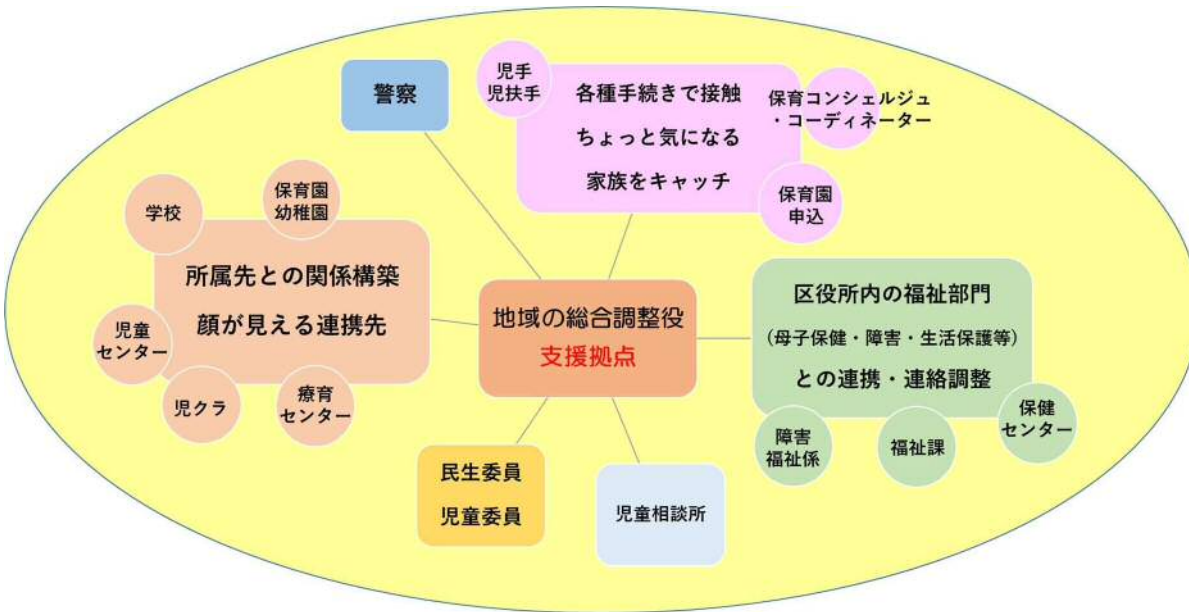 警察
児手
児扶手
各種手続きで接触
ちょっと気になる
家族をキャッチ
保育コンシェルジュ
・コーディネーター
保育園
申込
学校
保育園
幼稚園
所属先との関係構築
顔が見える連携先
児童
センター
児クラ
療育
センター
地域の総合調整役
支援拠点
区役所内の福祉部門
(母子保健・障害・生活保護等)
との連携・連絡調整
障害
福祉係
福祉課
保健
センター
民生委員
児童委員
児童相談所